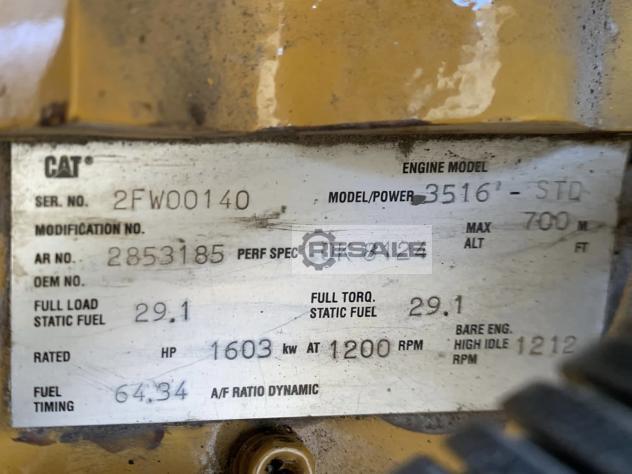 CAT®
ENGINE MODEL
SER. NO. 2FW00140 MODEL/POWER 3516 - STD
MODIFICATION NO. MAX ALT 700 M FT
AR NO. 2853185 PERF SPEC
RESALE
OEM NO.
FULL LOAD STATIC FUEL 29.1 FULL TORQ. STATIC FUEL 29.1
RATED HP 1603 kw AT 1200 RPM BARE ENG. HIGH IDLE RPM 1212
FUEL TIMING 64.34 A/F RATIO DYNAMIC